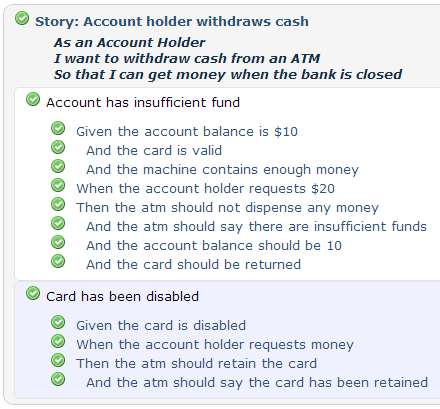 Story: Account holder withdraws cash
As an Account Holder
I want to withdraw cash from an ATM
So that I can get money when the bank is closed
Account has insufficient fund
Given the account balance is $10
And the card is valid
And the machine contains enough money
When the account holder requests $20
Then the atm should not dispense any money
And the atm should say there are insufficient funds
And the account balance should be 10
And the card should be returned
Card has been disabled
Given the card is disabled
When the account holder requests money
Then the atm should retain the card
And the atm should say the card has been retained